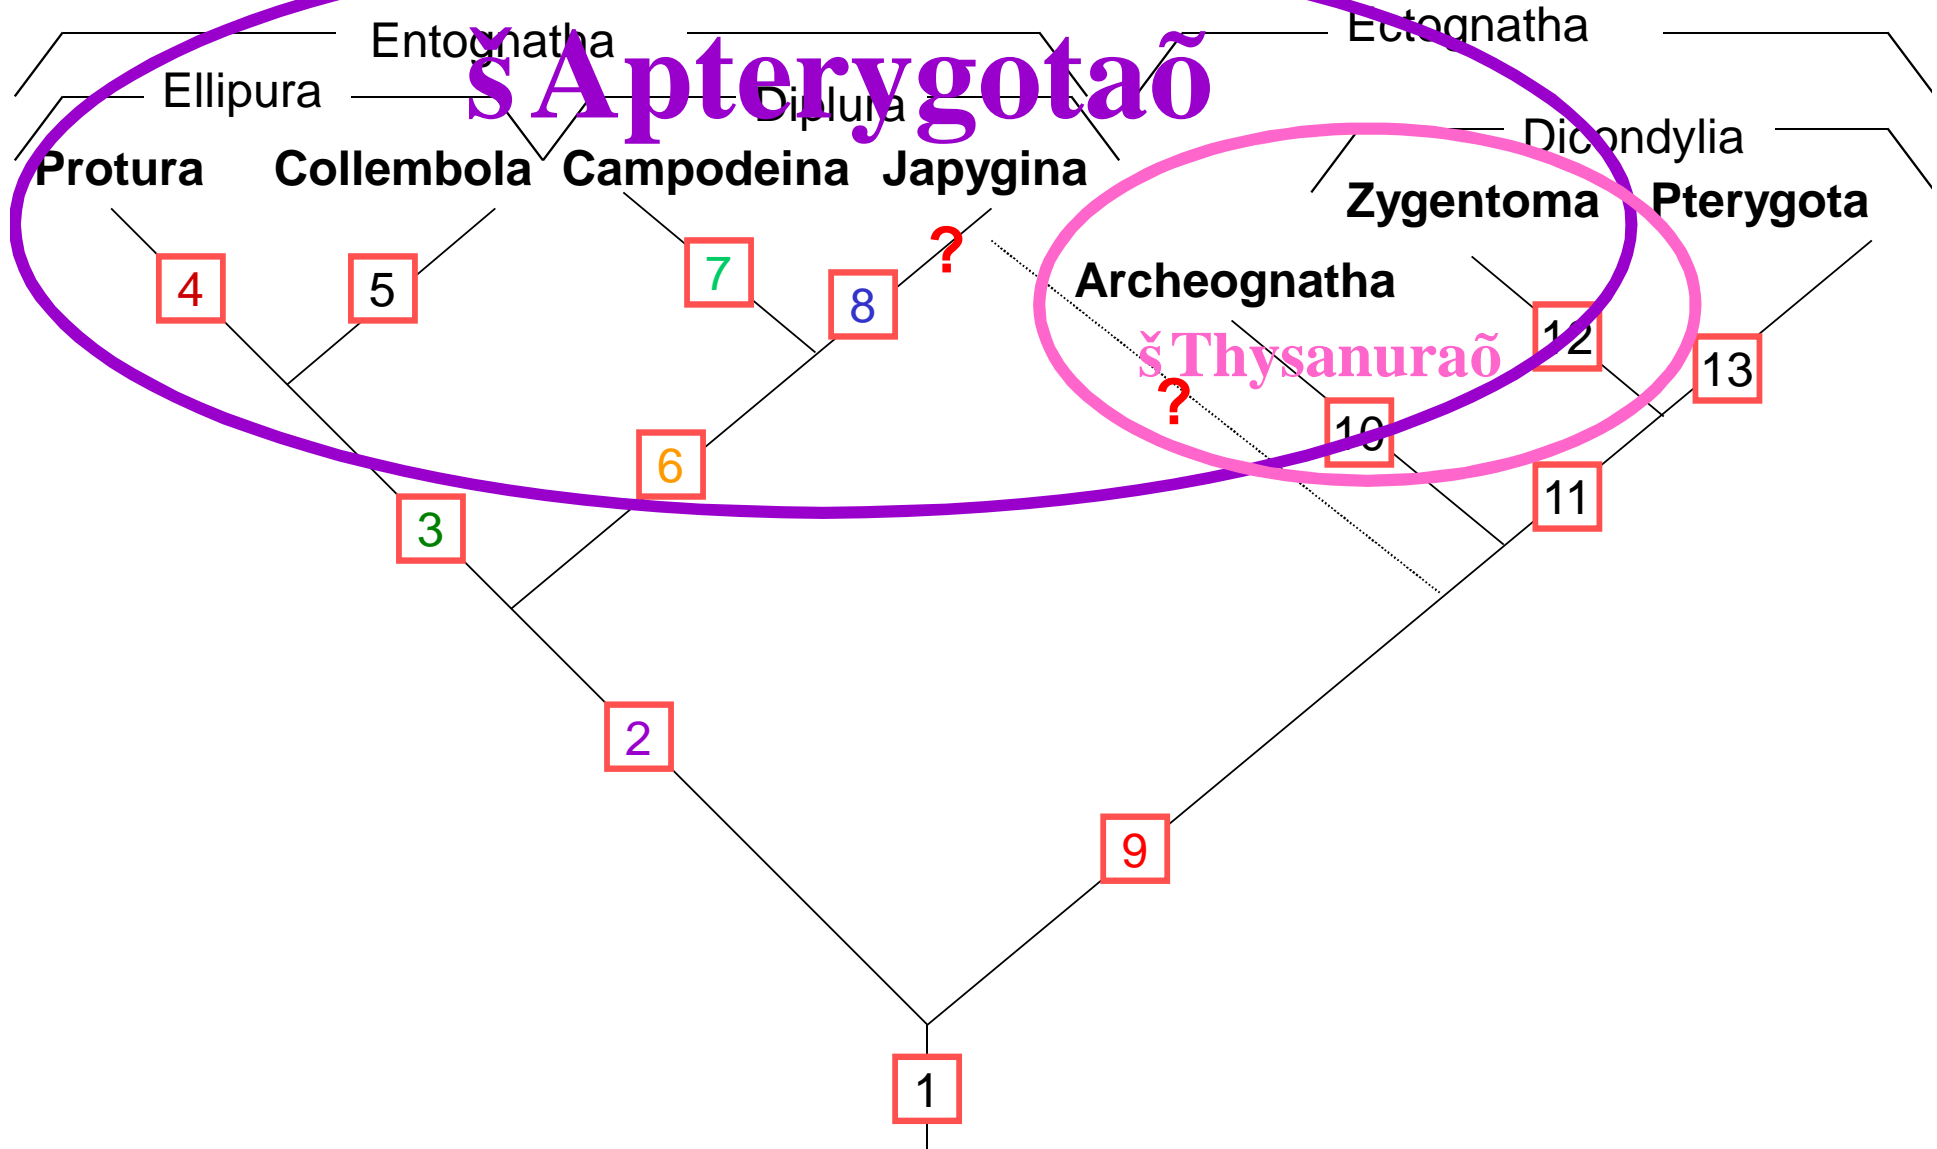 Entognatha
Ectognatha
šApterygotaõ
Ellipura
Diplura
Dicondylia
Protura
Collembola
Campodeina
Japygina
Zygentoma
Pterygota
?
Archeognatha
4
5
7
8
12
šThysanuraõ
13
?
10
6
11
3
2
9
1